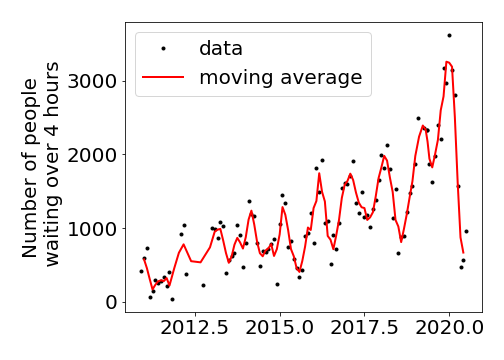 data
moving average
Number of people
waiting over 4 hours
3000
2000
1000
0
2012.5 2015.0 2017.5 2020.0